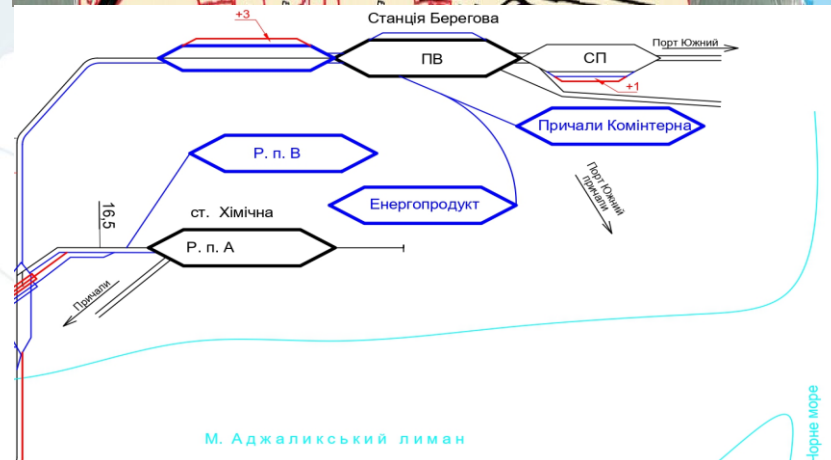 +3
Станція Берегова
ПВ
СП
Порт Южний
+1
Причали Комінтерна
Р. п. В
Порт Южний
причали
Енергопродукт
16,5
ст. Хімічна
Р. п. А
Причали
М. Аджаликський лиман
Чорне море